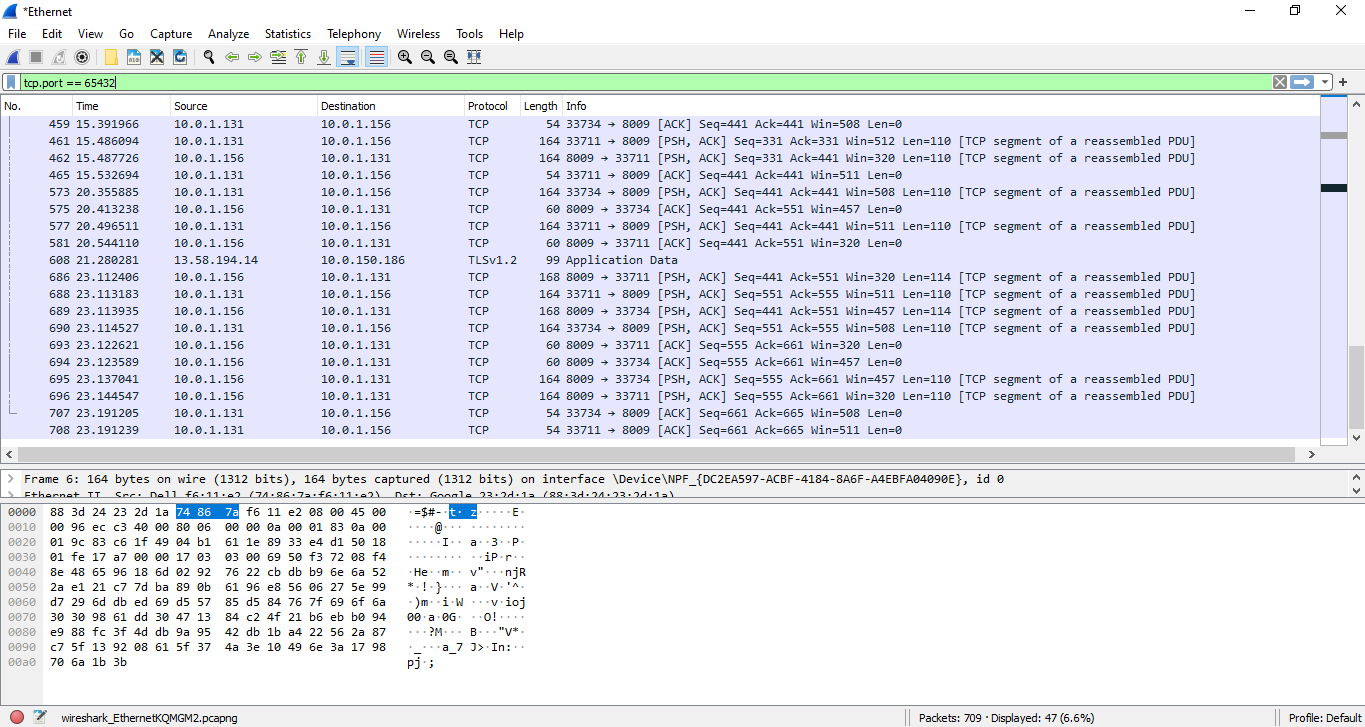 *Ethernet
File Edit View Go Capture Analyze Statistics Telephony Wireless Tools Help
tcp.port == 65432
No. Time Source Destination Protocol Length Info
459 15.391966 10.0.1.131 10.0.1.156 TCP 54 33734 → 8009 [ACK] Seq=441 Ack=441 Win=508 Len=0
461 15.486094 10.0.1.131 10.0.1.156 TCP 164 33711 → 8009 [PSH, ACK] Seq=331 Ack=331 Win=512 Len=110 [TCP segment of a reassembled PDU]
462 15.487726 10.0.1.156 10.0.1.131 TCP 164 8009 → 33711 [PSH, ACK] Seq=331 Ack=441 Win=320 Len=110 [TCP segment of a reassembled PDU]
465 15.532694 10.0.1.131 10.0.1.156 TCP 54 33711 → 8009 [ACK] Seq=441 Ack=441 Win=511 Len=0
573 20.355885 10.0.1.131 10.0.1.156 TCP 164 33734 → 8009 [PSH, ACK] Seq=441 Ack=441 Win=508 Len=110 [TCP segment of a reassembled PDU]
575 20.413238 10.0.1.156 10.0.1.131 TCP 60 8009 → 33734 [ACK] Seq=441 Ack=551 Win=457 Len=0
577 20.496511 10.0.1.131 10.0.1.156 TCP 164 33711 → 8009 [PSH, ACK] Seq=441 Ack=441 Win=511 Len=110 [TCP segment of a reassembled PDU]
581 20.544110 10.0.1.156 10.0.1.131 TCP 60 8009 → 33711 [ACK] Seq=441 Ack=551 Win=320 Len=0
608 21.280281 13.58.194.14 10.0.150.186 TLSv1.2 99 Application Data
686 23.112406 10.0.1.156 10.0.1.131 TCP 168 8009 → 33711 [PSH, ACK] Seq=441 Ack=551 Win=320 Len=114 [TCP segment of a reassembled PDU]
688 23.113183 10.0.1.131 10.0.1.156 TCP 164 33711 → 8009 [PSH, ACK] Seq=551 Ack=555 Win=511 Len=110 [TCP segment of a reassembled PDU]
689 23.113935 10.0.1.156 10.0.1.131 TCP 168 8009 → 33734 [PSH, ACK] Seq=441 Ack=551 Win=457 Len=114 [TCP segment of a reassembled PDU]
690 23.114527 10.0.1.131 10.0.1.156 TCP 164 33734 → 8009 [PSH, ACK] Seq=551 Ack=555 Win=508 Len=110 [TCP segment of a reassembled PDU]
693 23.122621 10.0.1.156 10.0.1.131 TCP 60 8009 → 33711 [ACK] Seq=555 Ack=661 Win=320 Len=0
694 23.123589 10.0.1.156 10.0.1.131 TCP 60 8009 → 33734 [ACK] Seq=555 Ack=661 Win=457 Len=0
695 23.137041 10.0.1.156 10.0.1.131 TCP 164 8009 → 33734 [PSH, ACK] Seq=555 Ack=661 Win=457 Len=110 [TCP segment of a reassembled PDU]
696 23.144547 10.0.1.156 10.0.1.131 TCP 164 8009 → 33711 [PSH, ACK] Seq=555 Ack=661 Win=320 Len=110 [TCP segment of a reassembled PDU]
707 23.191205 10.0.1.131 10.0.1.156 TCP 54 33734 → 8009 [ACK] Seq=661 Ack=665 Win=508 Len=0
708 23.191239 10.0.1.131 10.0.1.156 TCP 54 33711 → 8009 [ACK] Seq=661 Ack=665 Win=511 Len=0
Frame 6: 164 bytes on wire (1312 bits), 164 bytes captured (1312 bits) on interface \Device\NPF_{DC2EA597-ACBF-4184-8A6F-A4EBFA04090E}, id 0
Ethernet II, Src: Dell_f6:11:e2 (74:86:7a:f6:11:e2), Dst: Google_23:2d:1a (88:3d:24:23:2d:1a)
0000 88 3d 24 23 2d 1a 74 86 7a f6 11 e2 08 00 45 00 ·=$#-·t· z·····E·
0010 00 96 ec c3 40 00 80 06 00 00 0a 00 01 83 0a 00 ····@··· ········
0020 01 9c 83 c6 1f 49 04 b1 61 1e 89 33 e4 d1 50 18 ·····I·· a··3··P·
0030 01 fe 17 a7 00 00 17 03 03 00 69 50 f3 72 08 f4 ········ ··iP·r··
0040 8e 48 65 96 18 6d 02 92 76 22 cb db b9 6e 6a 52 ·He··m·· v"···njR
0050 2a e1 21 c7 7d ba 89 0b 61 96 e8 56 06 27 5e 99 *·!·}··· a··V·'^·
0060 d7 29 6d db ed 69 d5 57 85 d5 84 76 7f 69 6f 6a ·)m··i·W ···v·ioj
0070 30 30 98 61 dd 30 47 13 84 c2 4f 21 b6 eb b0 94 00·a·0G· ··O!····
0080 e9 88 fc 3f 4d db 9a 95 42 db 1b a4 22 56 2a 87 ···?M··· B···"V*·
0090 c7 5f 13 92 08 61 5f 37 4a 3e 10 49 6e 3a 17 98 ·_···a_7 J>·In:··
00a0 70 6a 1b 3b pj·;
wireshark_EthernetKQMGM2.pcapng Packets: 709 · Displayed: 47 (6.6%) Profile: Default